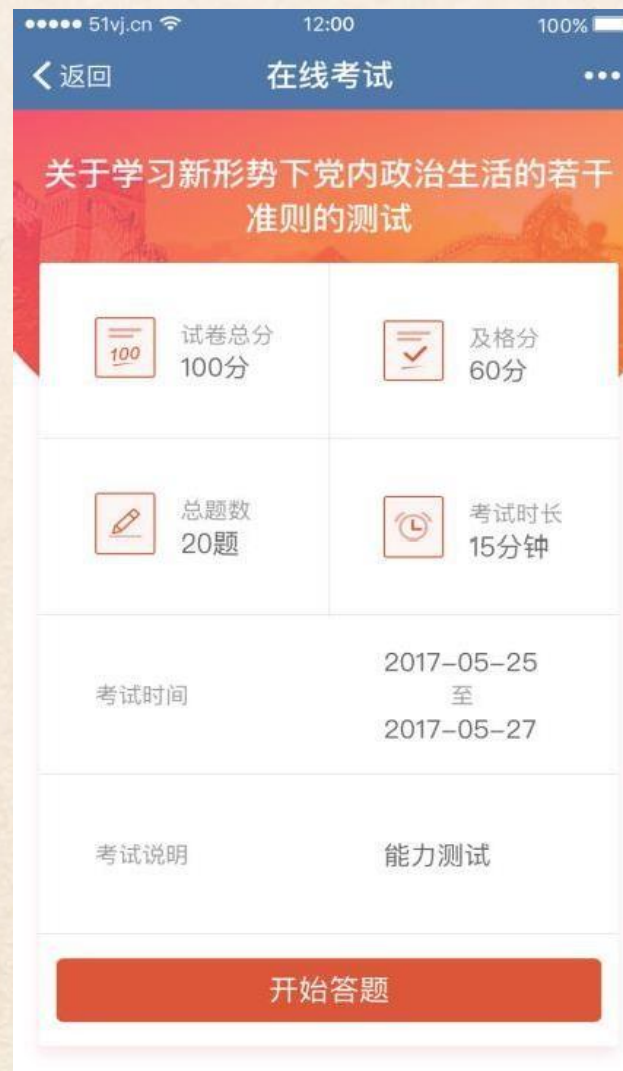 51vj.cn 12:00 100%
返回 在线考试
关于学习新形势下党内政治生活的若干
准则的测试
100
试卷总分
100分
及格分
60分
总题数
20题
考试时长
15分钟
考试时间
2017-05-25
至
2017-05-27
考试说明 能力测试
开始答题